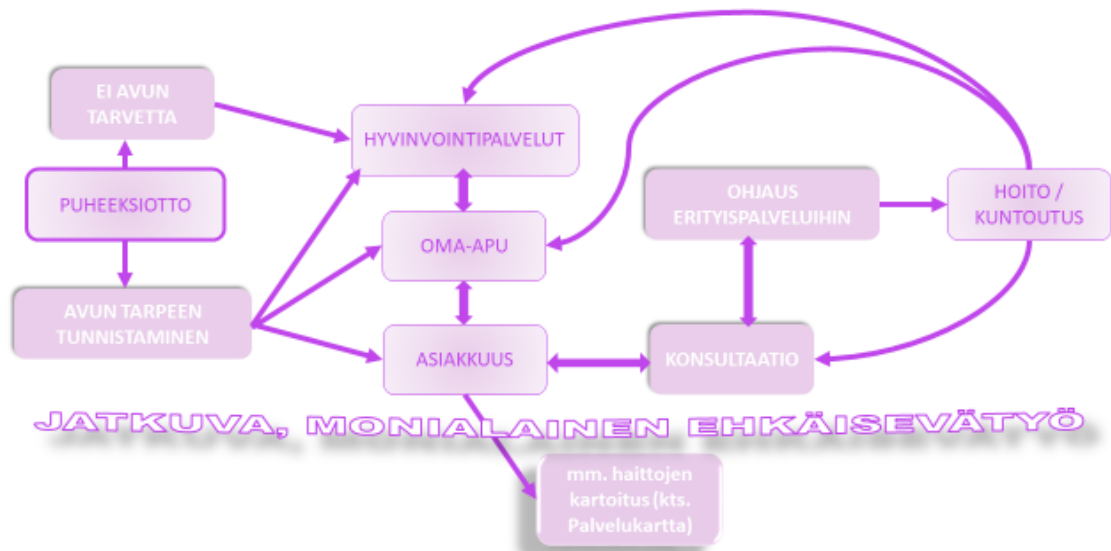 EI AVUN
TARVETTA
HYVINVOINTIPALVELUT
PUHEEKSIOTTO
OHJAUS
ERITYISPALVELUIHIN
HOITO /
KUNTOUTUS
OMA-APU
AVUN TARPEEN
TUNNISTAMINEN
ASIAKKUUS
KONSULTAATIO
JATKUVA, MONIALAINEN EHKÄISEVÄTYÖ
mm. haittojen
kartoitus (kts.
Palvelukartta)